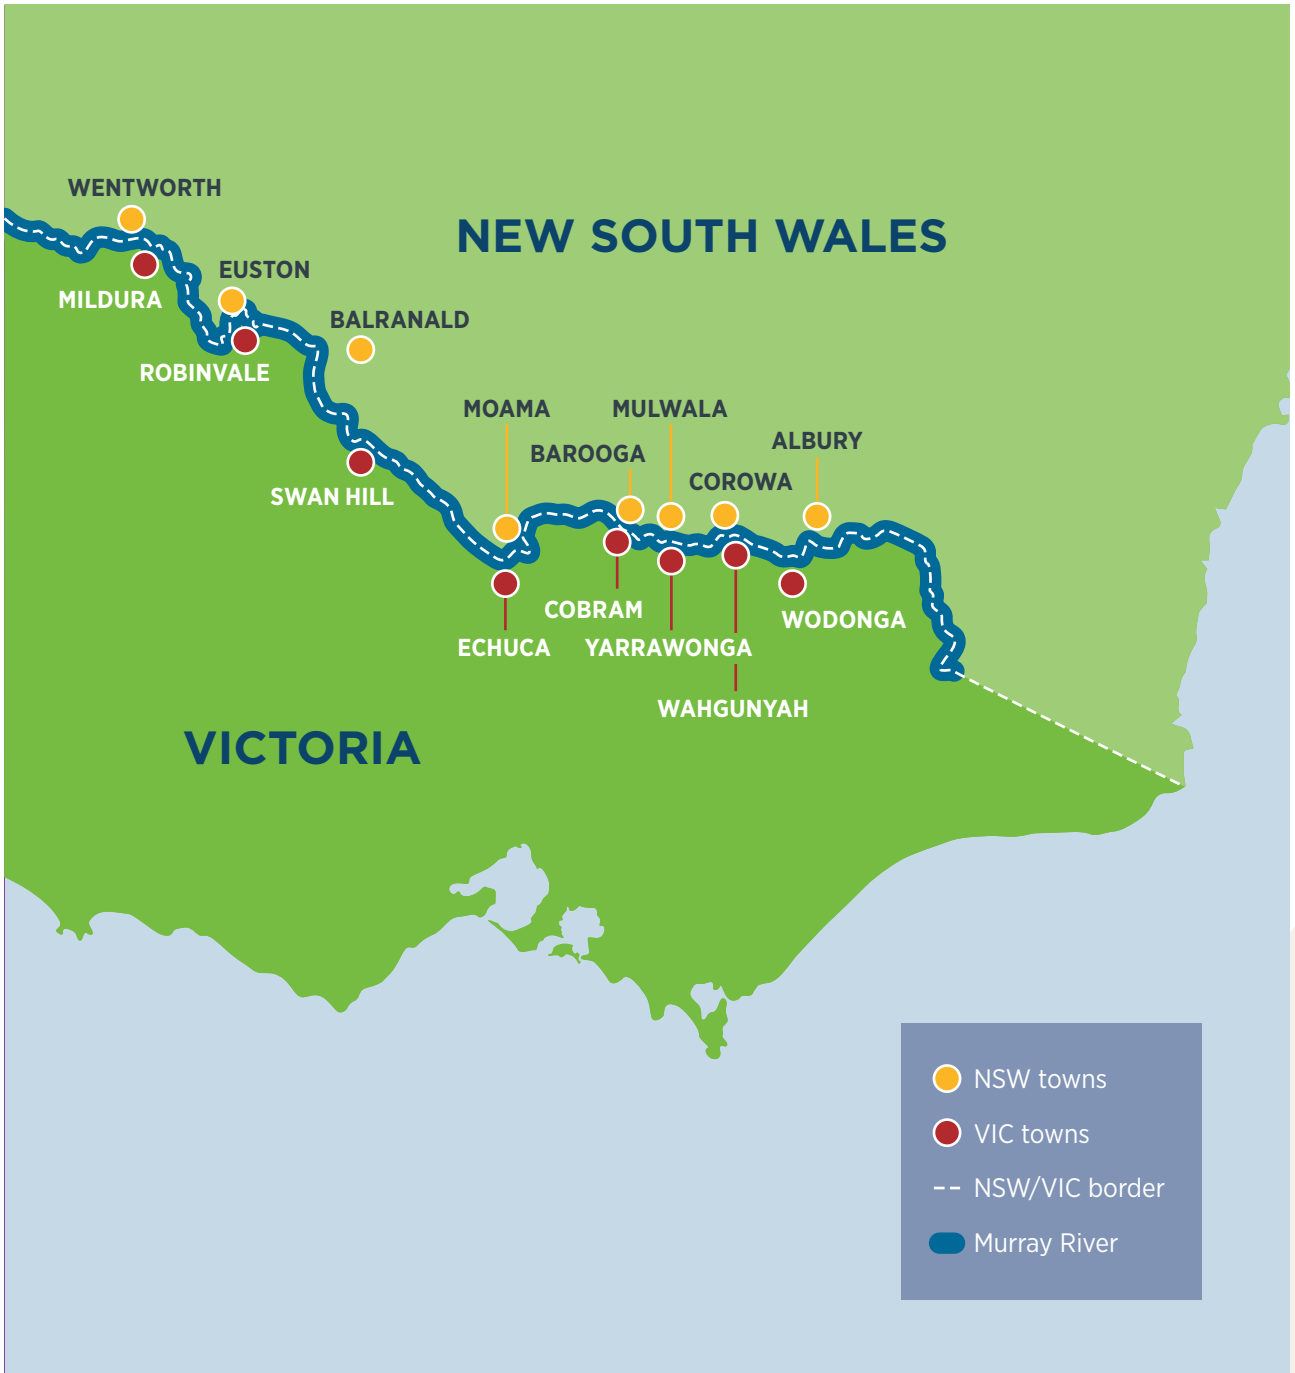 WENTWORTH
NEW SOUTH WALES
EUSTON
MILDURA
BALRANALD
ROBINVALE
MOAMA
MULWALA
ALBURY
BAROOGA
COROWA
SWAN HILL
COBRAM
WODONGA
ECHUCA
YARRAWONGA
WAHGUNYAH
VICTORIA
NSW towns
VIC towns
NSW/VIC border
Murray River